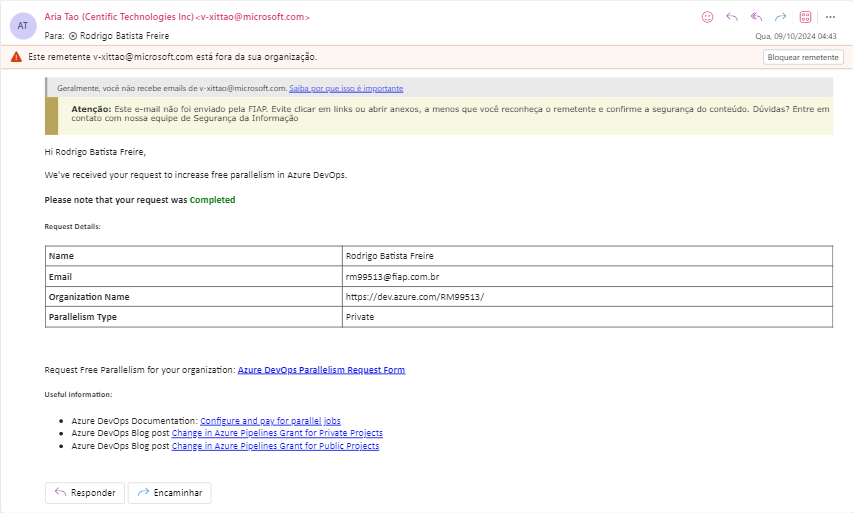 AT
Aria Tao (Centific Technologies Inc)<v-xittao@microsoft.com>
Para: Rodrigo Batista Freire
Qua, 09/10/2024 04:43
Este remetente v-xittao@microsoft.com está fora da sua organização.
Bloquear remetente
Geralmente, você não recebe emails de v-xittao@microsoft.com. Saiba por que isso é importante
Atenção: Este e-mail não foi enviado pela FIAP. Evite clicar em links ou abrir anexos, a menos que você reconheça o remetente e confirme a segurança do conteúdo. Dúvidas? Entre em
contato com nossa equipe de Segurança da Informação
Hi Rodrigo Batista Freire,
We've received your request to increase free parallelism in Azure DevOps.
Please note that your request was Completed
Request Details:
Name Rodrigo Batista Freire
Email rm99513@fiap.com.br
Organization Name https://dev.azure.com/RM99513/
Parallelism Type Private
Request Free Parallelism for your organization: Azure DevOps Parallelism Request Form
Useful information:
• Azure DevOps Documentation: Configure and pay for parallel jobs
• Azure DevOps Blog post Change in Azure Pipelines Grant for Private Projects
• Azure DevOps Blog post Change in Azure Pipelines Grant for Public Projects
Responder
Encaminhar